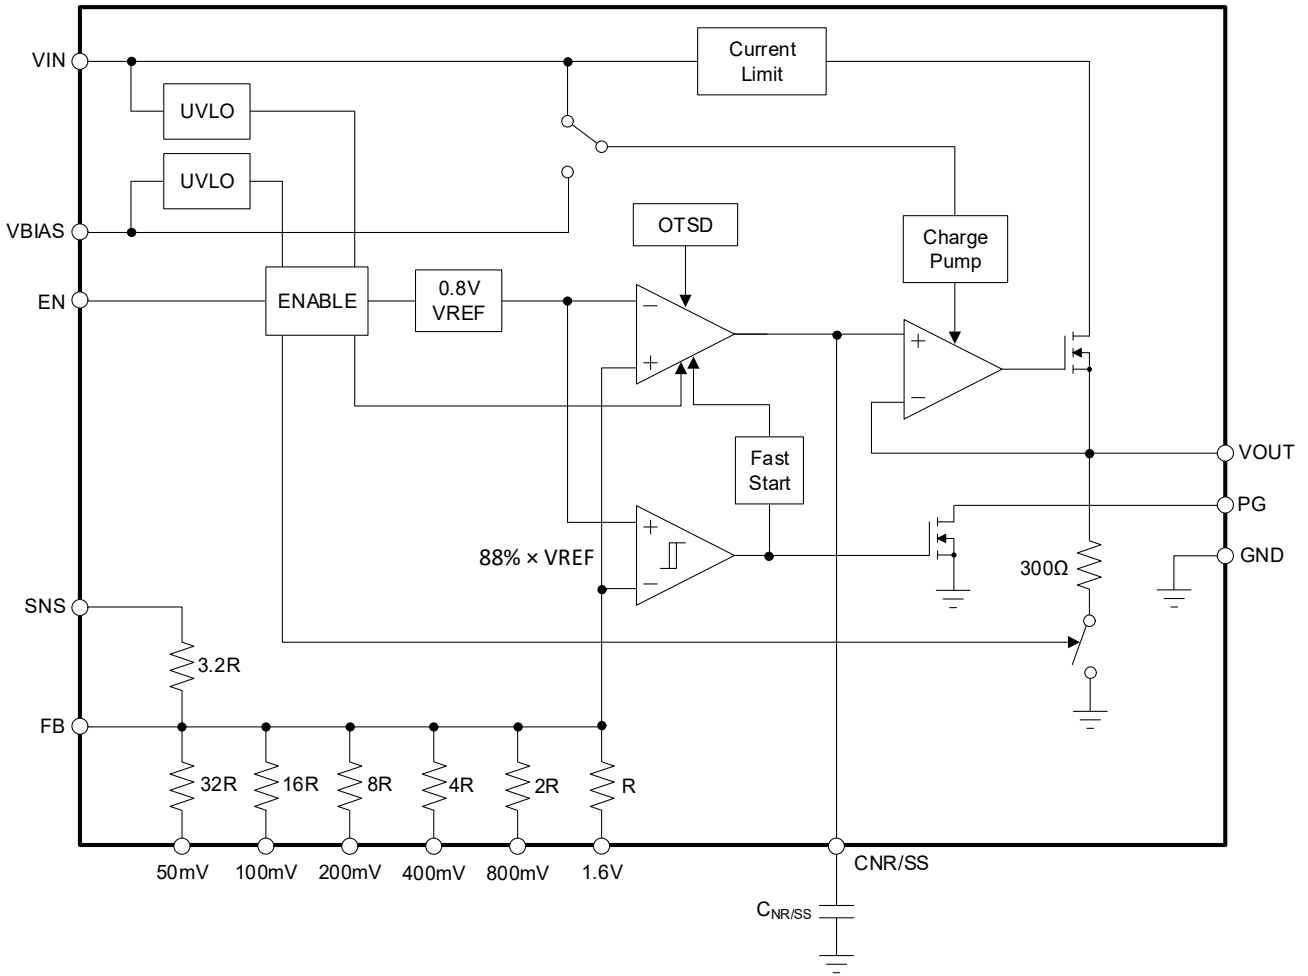 VIN
Current
Limit
UVLO
UVLO
VBIAS
OTSD
Charge
Pump
EN
ENABLE
0.8V
VREF
−
+
+
−
VOUT
Fast
Start
PG
+
88% × VREF
−
GND
300Ω
SNS
3.2R
FB
32R
16R
8R
4R
2R
R
50mV
100mV
200mV
400mV
800mV
1.6V
CNR/SS
CNR/SS